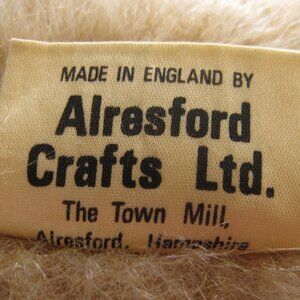 MADE IN ENGLAND BY
Alresford
Crafts Ltd.
The Town Mill,
Alresford, Hampshire